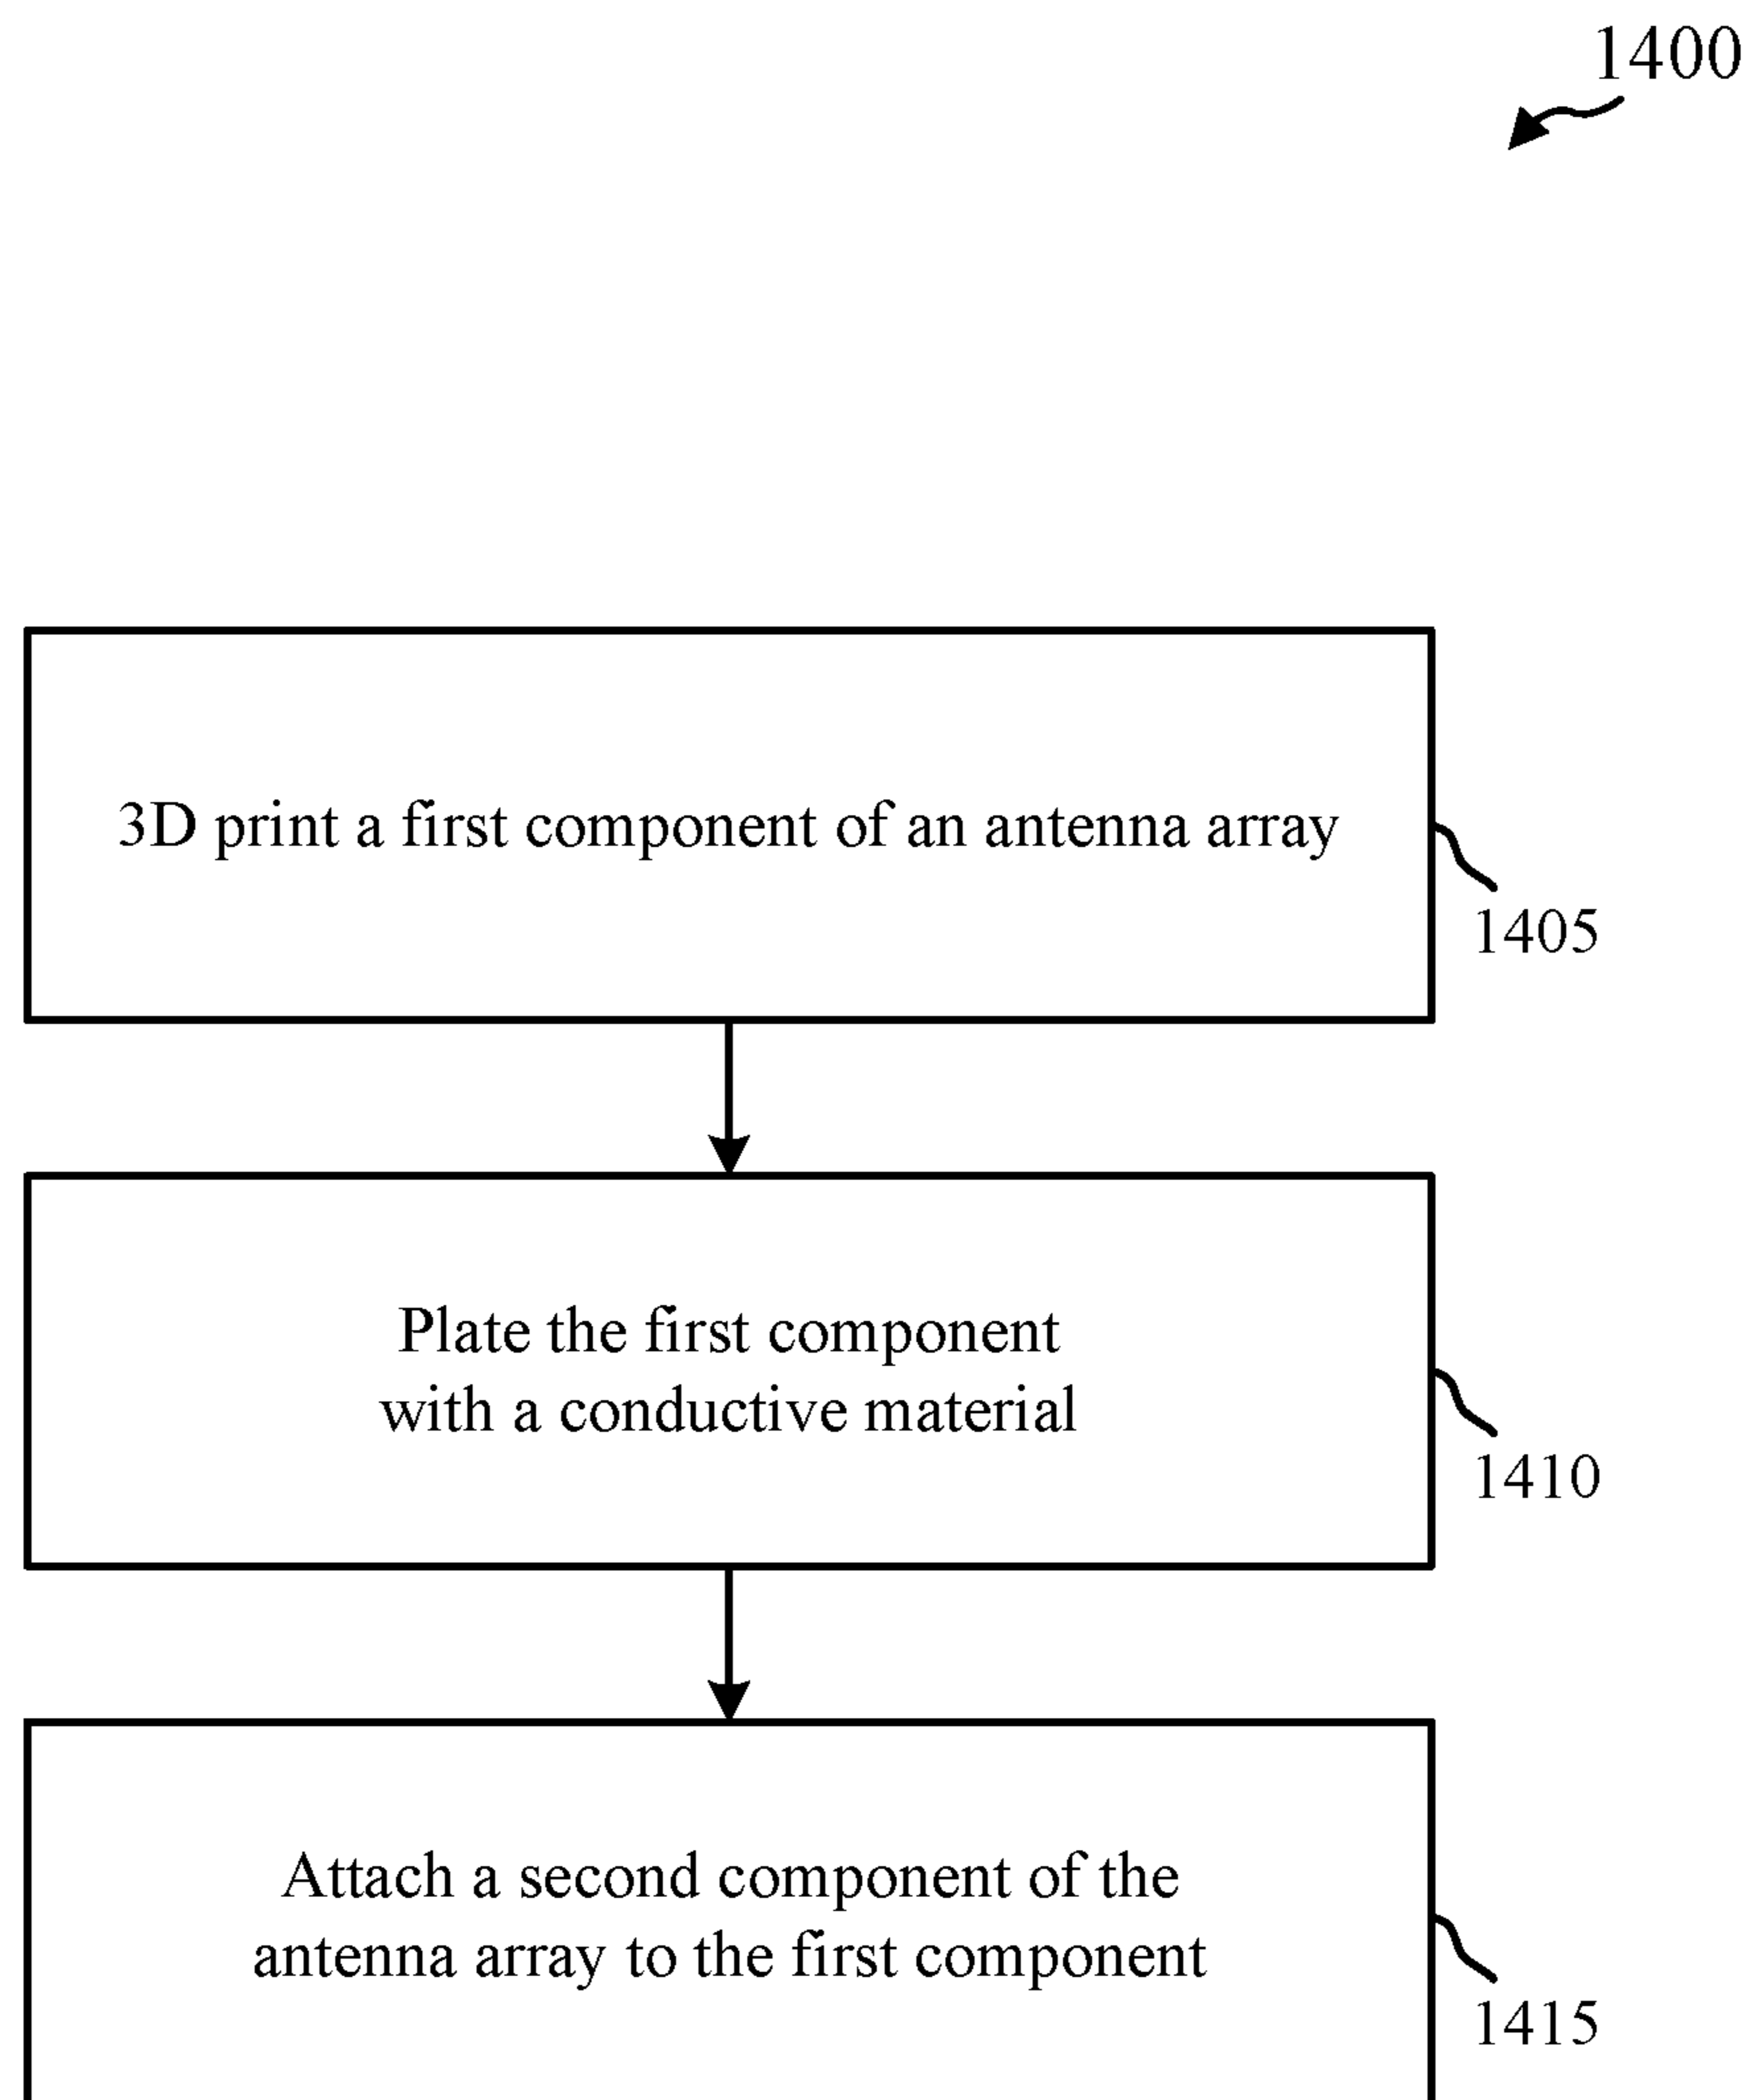 1400
3D print a first component of an antenna array
1405
Plate the first component
with a conductive material
1410
Attach a second component of the
antenna array to the first component
1415